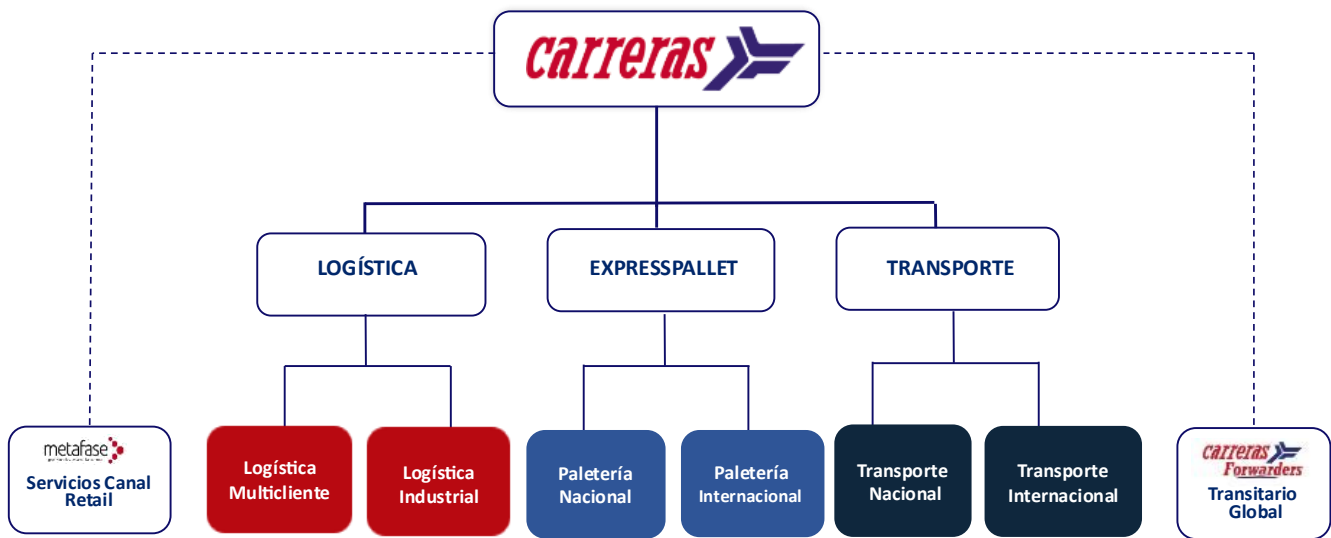 carreras
LOGÍSTICA
EXPRESSPALLET
TRANSPORTE
metafase
Servicios Canal
Retail
Logística
Multicliente
Logística
Industrial
Paletería
Nacional
Paletería
Internacional
Transporte
Nacional
Transporte
Internacional
carreras
Forwarders
Transitario
Global